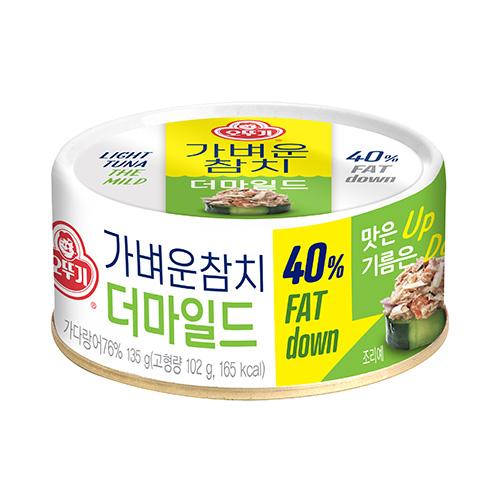 오뚜기
가벼운
참치
더마일드
LIGHT
TUNA
THE
MILD
40%
FAT
down
오뚜기
®
가벼운참치
더마일드
가다랑어76% 135 g(고형량 102 g, 165 kcal)
40%
FAT
down
맛은 Up
기름은
조리예